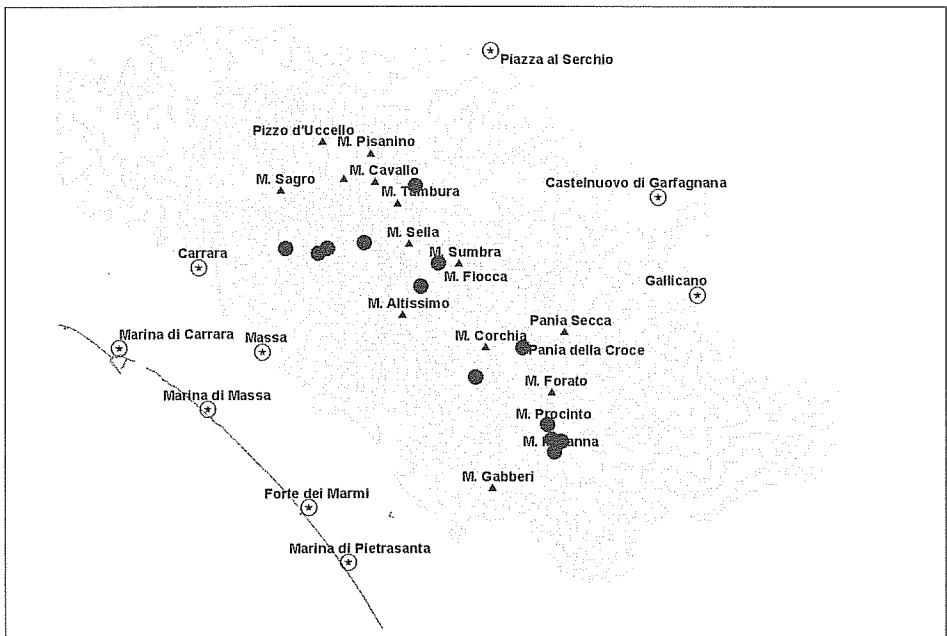 Piazza al Serchio
Pizzo d'Uccello
M. Pisanino
M. Cavallo
M. Sagro
M. Tambura
Castelnuovo di Garfagnana
M. Sella
Carrara
M. Sumbra
M. Fiocca
Gallicano
M. Altissimo
Marina di Carrara
Massa
M. Corchia
Pania Secca
Pania della Croce
M. Forato
Marina di Massa
M. Procinto
M.
M. Gabberi
Forte dei Marmi
Marina di Pietrasanta